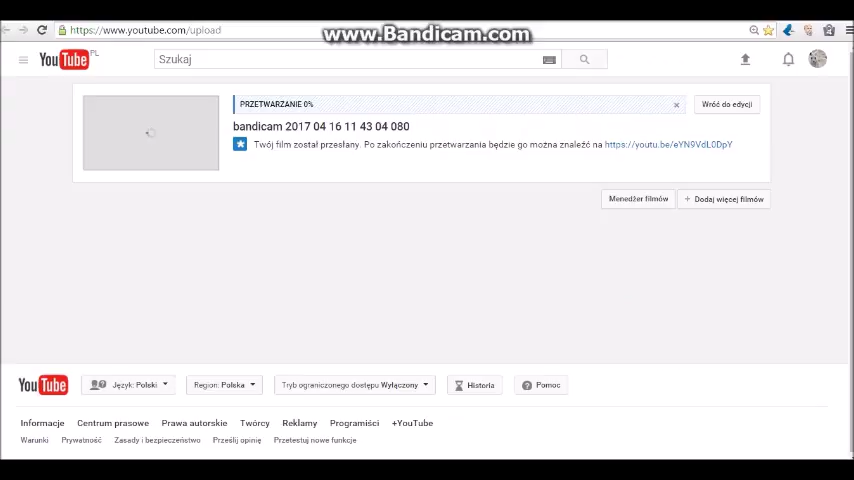 https://www.youtube.com/upload
www.Bandicam.com
YouTube PL
Szukaj
PRZETWARZANIE 0%
Wróć do edycji
bandicam 2017 04 16 11 43 04 080
Twój film został przesłany. Po zakończeniu przetwarzania będzie go można znaleźć na https://youtu.be/eYN9VdL0DpY
Menedżer filmów
+ Dodaj więcej filmów
YouTube
Język: Polski
Region: Polska
Tryb ograniczonego dostępu Wyłączony
Historia
Pomoc
Informacje Centrum prasowe Prawa autorskie Twórcy Reklamy Programiści +YouTube
Warunki Prywatność Zasady i bezpieczeństwo Prześlij opinię Przetestuj nowe funkcje